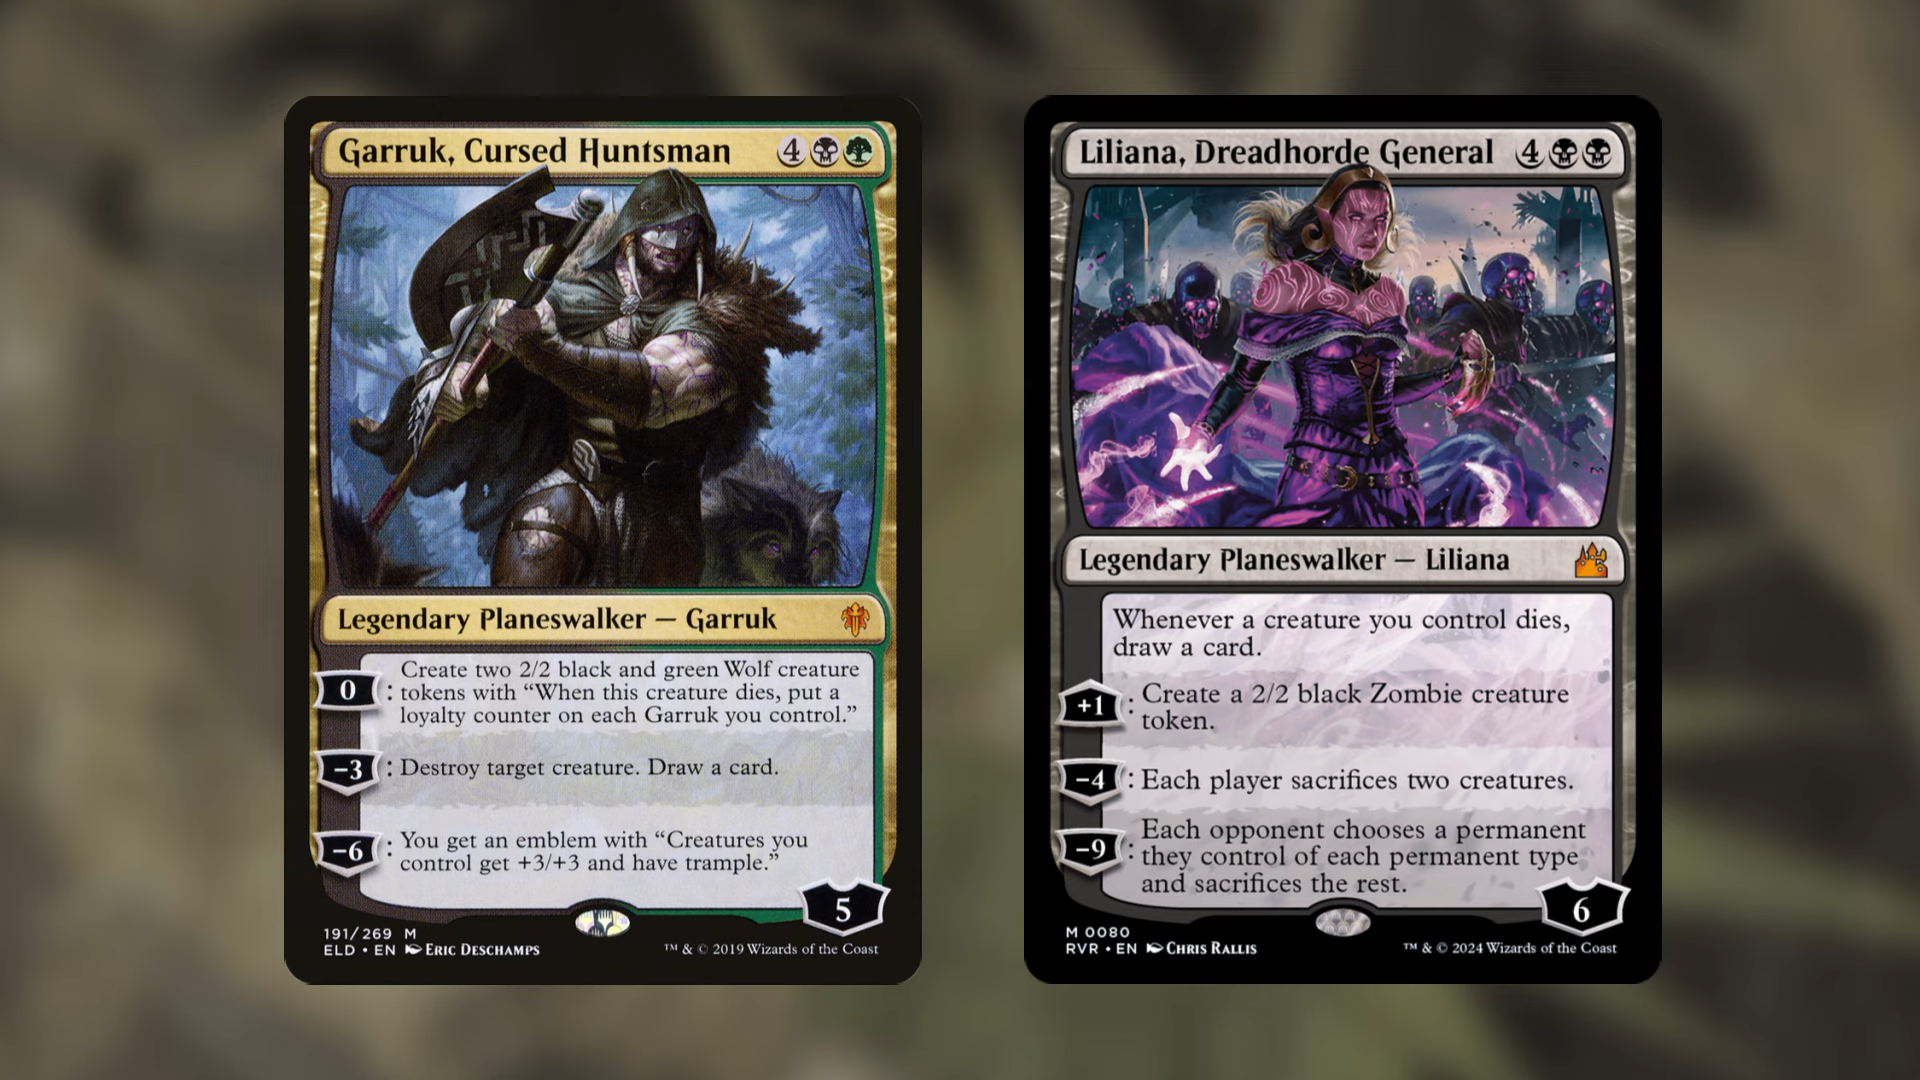 Garruk, Cursed Huntsman 4
Legendary Planeswalker — Garruk
0 : Create two 2/2 black and green Wolf creature
tokens with “When this creature dies, put a
loyalty counter on each Garruk you control.”
−3 : Destroy target creature. Draw a card.
−6 : You get an emblem with “Creatures you
control get +3/+3 and have trample.”
5
191/269 M
ELD • EN Eric Deschamps
™ & © 2019 Wizards of the Coast
Liliana, Dreadhorde General 4
Legendary Planeswalker — Liliana
Whenever a creature you control dies,
draw a card.
+1 : Create a 2/2 black Zombie creature
token.
−4 : Each player sacrifices two creatures.
−9 : Each opponent chooses a permanent
they control of each permanent type
and sacrifices the rest.
6
M 0080
RVR • EN Chris Rallis
™ & © 2024 Wizards of the Coast